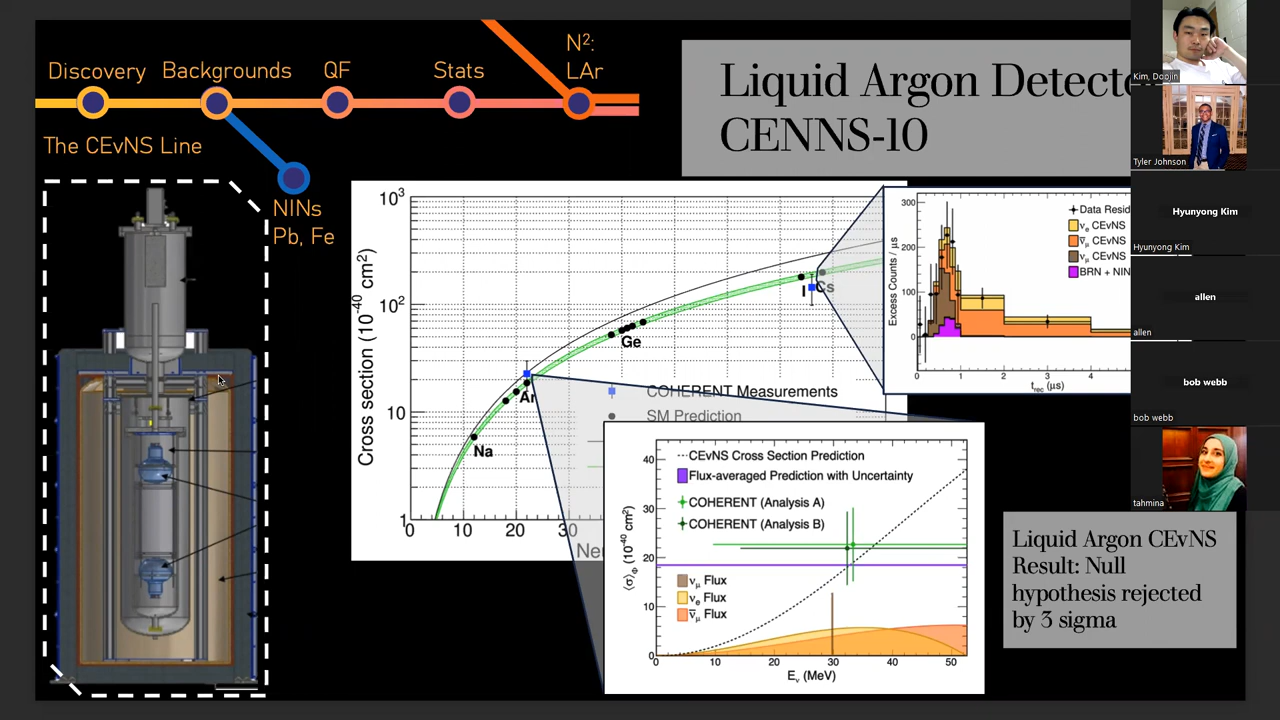 Discovery
Backgrounds
QF
Stats
N²:
LAr
The CEvNS Line
NINs
Pb, Fe
Liquid Argon Detecto
CENNS-10
Cross section (10⁻⁴⁰ cm²)
10³
10²
10
1
0
10
20
30
Na
Ar
Ge
I
Cs
COHERENT Measurements
SM Prediction
Neu
Excess Counts / µs
300
200
100
0
0
1
2
3
4
t_rec (µs)
Data Resid
νe CEvNS
ν̄µ CEvNS
νµ CEvNS
BRN + NIN
⟨σ⟩Φ (10⁻⁴⁰ cm²)
40
30
20
10
0
CEvNS Cross Section Prediction
Flux-averaged Prediction with Uncertainty
COHERENT (Analysis A)
COHERENT (Analysis B)
νµ Flux
νe Flux
ν̄µ Flux
0
10
20
30
40
50
Eν (MeV)
Liquid Argon CEvNS
Result: Null
hypothesis rejected
by 3 sigma
Kim, Doojin
Tyler Johnson
Hyunyong Kim
Hyunyong Kim
allen
allen
bob webb
bob webb
tahmina